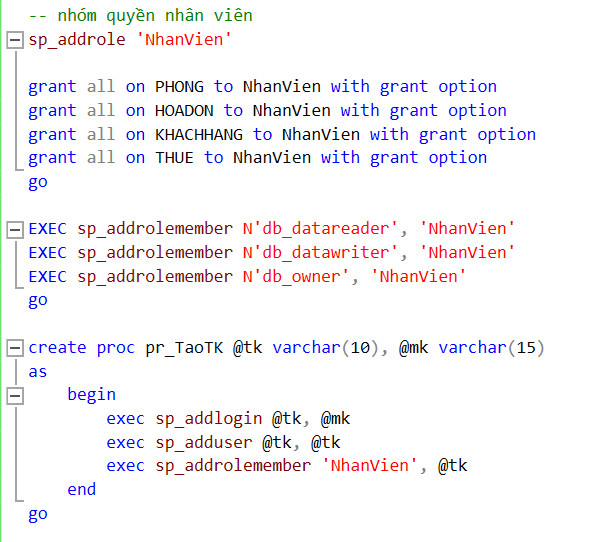 -- nhóm quyền nhân viên
sp_addrole 'NhanVien'
grant all on PHONG to NhanVien with grant option
grant all on HOADON to NhanVien with grant option
grant all on KHACHHANG to NhanVien with grant option
grant all on THUE to NhanVien with grant option
go
EXEC sp_addrolemember N'db_datareader', 'NhanVien'
EXEC sp_addrolemember N'db_datawriter', 'NhanVien'
EXEC sp_addrolemember N'db_owner', 'NhanVien'
go
create proc pr_TaoTK @tk varchar(10), @mk varchar(15)
as
begin
exec sp_addlogin @tk, @mk
exec sp_adduser @tk, @tk
exec sp_addrolemember 'NhanVien', @tk
end
go